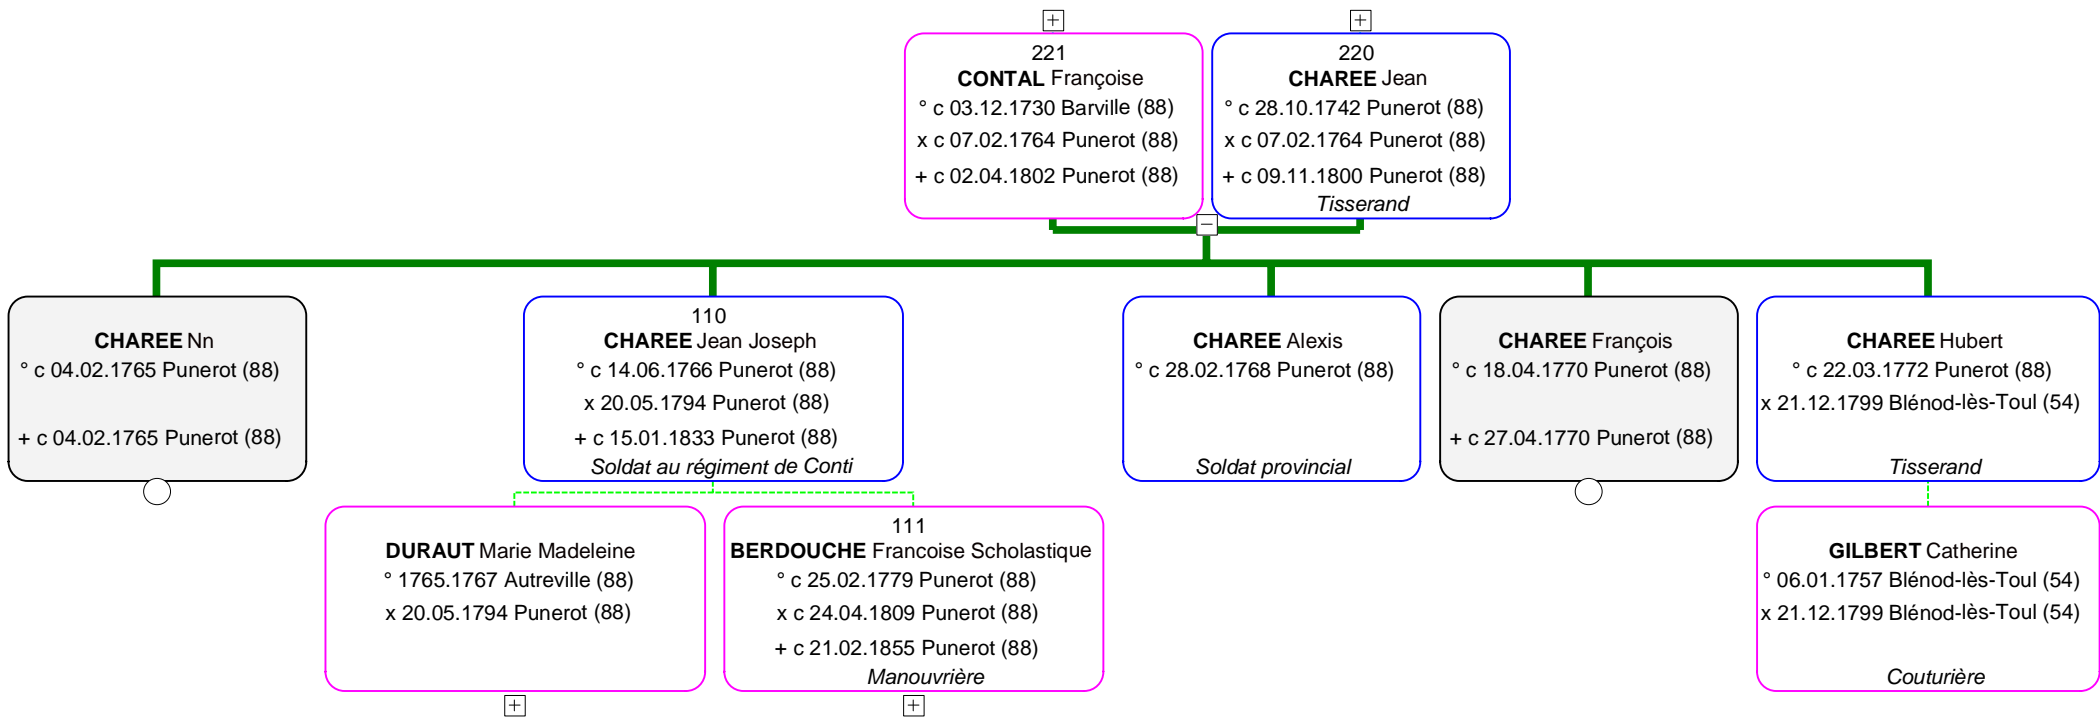 221
CONTAL Françoise
° c 03.12.1730 Barville (88)
x c 07.02.1764 Punerot (88)
+ c 02.04.1802 Punerot (88)
220
CHAREE Jean
° c 28.10.1742 Punerot (88)
x c 07.02.1764 Punerot (88)
+ c 09.11.1800 Punerot (88)
Tisserand
CHAREE Nn
° c 04.02.1765 Punerot (88)
+ c 04.02.1765 Punerot (88)
110
CHAREE Jean Joseph
° c 14.06.1766 Punerot (88)
x 20.05.1794 Punerot (88)
+ c 15.01.1833 Punerot (88)
Soldat au régiment de Conti
CHAREE Alexis
° c 28.02.1768 Punerot (88)
Soldat provincial
CHAREE François
° c 18.04.1770 Punerot (88)
+ c 27.04.1770 Punerot (88)
CHAREE Hubert
° c 22.03.1772 Punerot (88)
x 21.12.1799 Blénod-lès-Toul (54)
Tisserand
DURAUT Marie Madeleine
° 1765.1767 Autreville (88)
x 20.05.1794 Punerot (88)
111
BERDOUCHE Francoise Scholastique
° c 25.02.1779 Punerot (88)
x c 24.04.1809 Punerot (88)
+ c 21.02.1855 Punerot (88)
Manouvrière
GILBERT Catherine
° 06.01.1757 Blénod-lès-Toul (54)
x 21.12.1799 Blénod-lès-Toul (54)
Couturière